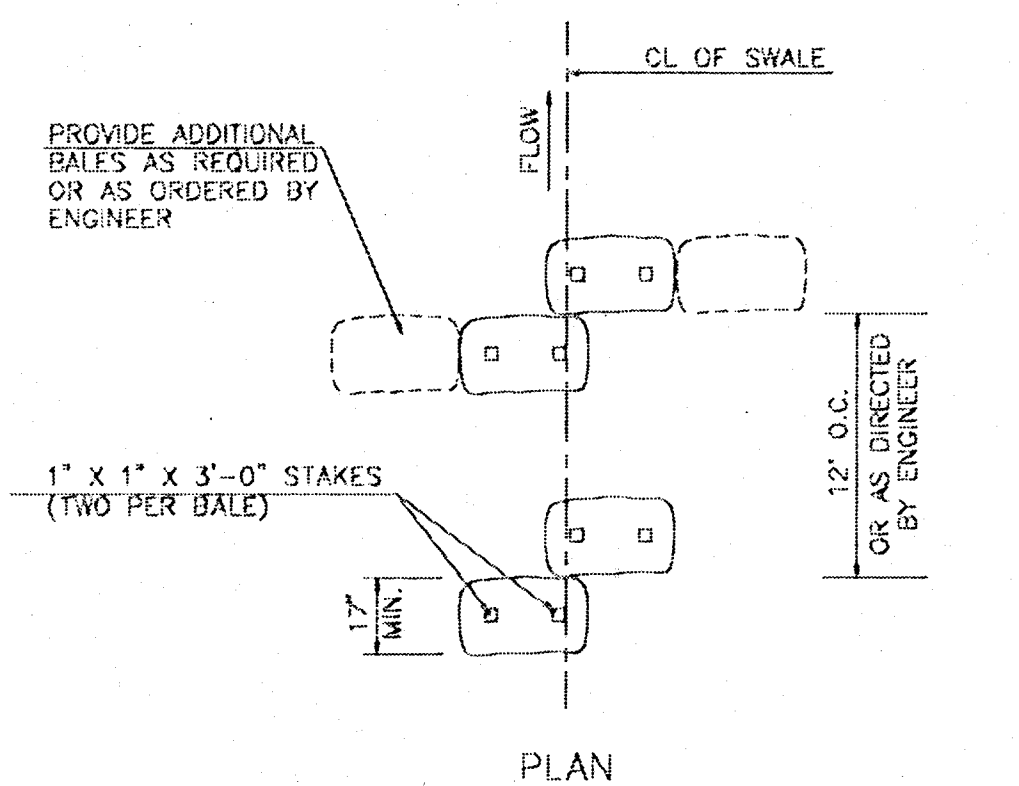 CL OF SWALE
FLOW
PROVIDE ADDITIONAL
BALES AS REQUIRED
OR AS ORDERED BY
ENGINEER
12' O.C.
OR AS DIRECTED
BY ENGINEER
1" X 1" X 3'-0" STAKES
(TWO PER BALE)
17"
MIN.
PLAN